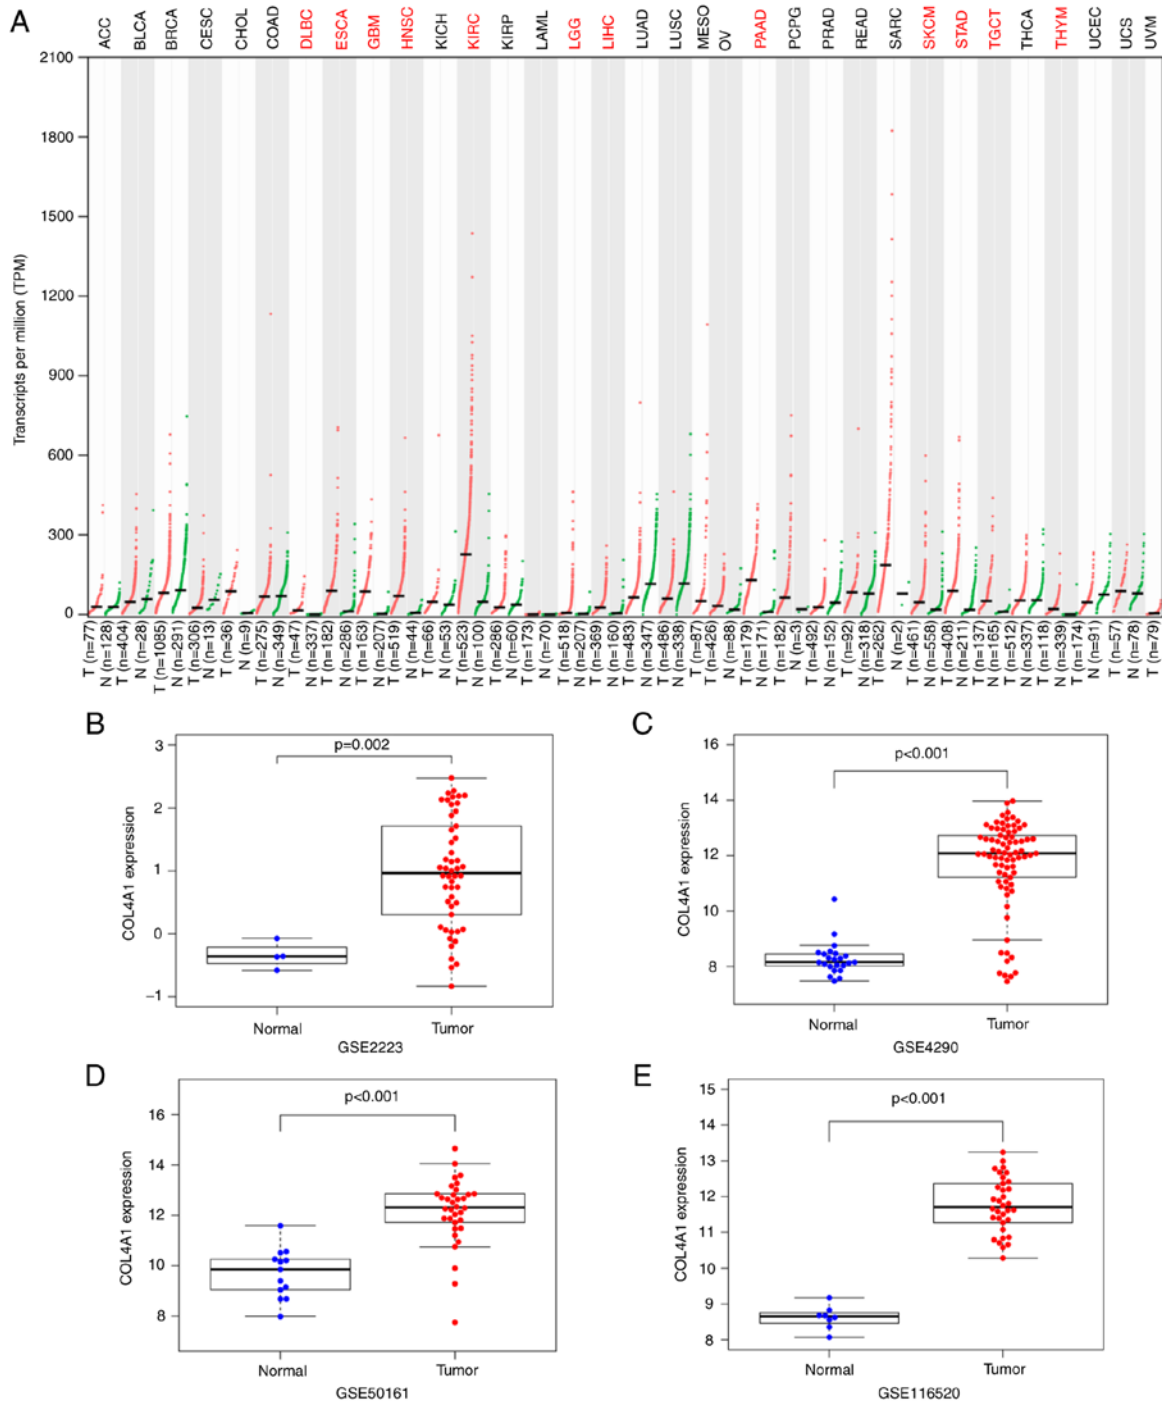 A
ACC
BLCA
BRCA
CESC
CHOL
COAD
DLBC
ESCA
GBM
HNSC
KICH
KIRC
KIRP
LAML
LGG
LIHC
LUAD
LUSC
MESO
OV
PAAD
PCPG
PRAD
READ
SARC
SKCM
STAD
TGCT
THCA
THYM
UCEC
UCS
UVM
Transcripts per million (TPM)
2100
1800
1500
1200
900
600
300
0
T (n=77)
N (n=128)
T (n=404)
N (n=28)
T (n=1085)
N (n=291)
T (n=306)
N (n=13)
T (n=36)
N (n=9)
T (n=275)
N (n=349)
T (n=47)
N (n=337)
T (n=182)
N (n=286)
T (n=163)
N (n=207)
T (n=519)
N (n=44)
T (n=66)
N (n=53)
T (n=523)
N (n=100)
T (n=286)
N (n=60)
T (n=173)
N (n=70)
T (n=518)
N (n=207)
T (n=369)
N (n=160)
T (n=483)
N (n=347)
T (n=486)
N (n=338)
T (n=87)
T (n=426)
N (n=88)
T (n=179)
N (n=171)
T (n=182)
N (n=3)
T (n=492)
N (n=152)
T (n=92)
N (n=318)
T (n=262)
N (n=2)
T (n=461)
N (n=558)
T (n=408)
N (n=211)
T (n=137)
N (n=165)
T (n=512)
N (n=337)
T (n=118)
N (n=339)
T (n=174)
N (n=91)
T (n=57)
N (n=78)
T (n=79)
B
COL4A1 expression
3
2
1
0
−1
p=0.002
Normal
Tumor
GSE2223
C
COL4A1 expression
16
14
12
10
8
p<0.001
Normal
Tumor
GSE4290
D
COL4A1 expression
16
14
12
10
8
p<0.001
Normal
Tumor
GSE50161
E
COL4A1 expression
15
14
13
12
11
10
9
8
p<0.001
Normal
Tumor
GSE116520